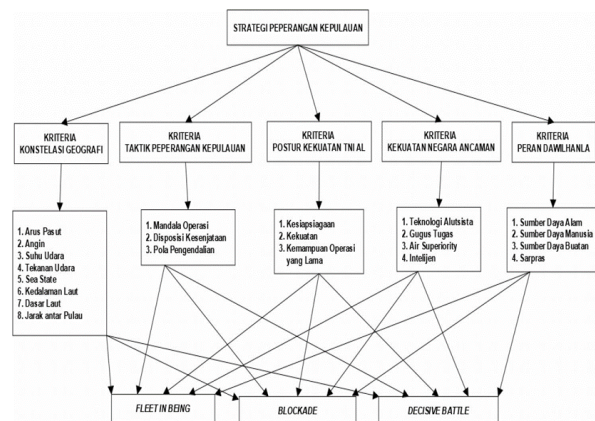 STRATEGI PEPERANGAN KEPULAUAN
KRITERIA
KONSTELASI GEOGRAFI
KRITERIA
TAKTIK PEPERANGAN KEPULAUAN
KRITERIA
POSTUR KEKUATAN TNI AL
KRITERIA
KEKUATAN NEGARA ANCAMAN
KRITERIA
PERAN DAWILHANLA
1. Arus Pasut
2. Angin
3. Suhu Udara
4. Tekanan Udara
5. Sea State
6. Kedalaman Laut
7. Dasar Laut
8. Jarak antar Pulau
1. Mandala Operasi
2. Disposisi Kesenjataan
3. Pola Pengendalian
1. Kesiapsiagaan
2. Kekuatan
3. Kemampuan Operasi
yang Lama
1. Teknologi Alutsista
2. Gugus Tugas
3. Air Superiority
4. Intelijen
1. Sumber Daya Alam
2. Sumber Daya Manusia
3. Sumber Daya Buatan
4. Sarpras
FLEET IN BEING
BLOCKADE
DECISIVE BATTLE